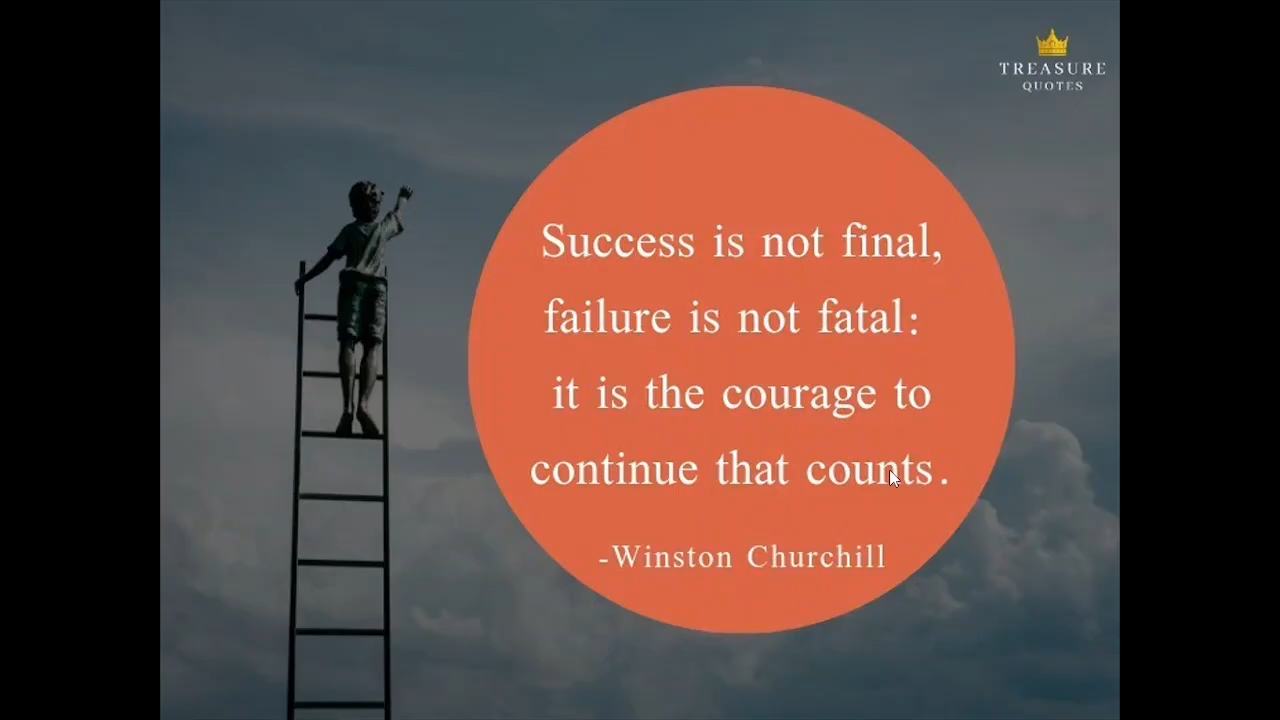 TREASURE
QUOTES
Success is not final,
failure is not fatal:
it is the courage to
continue that counts.
-Winston Churchill